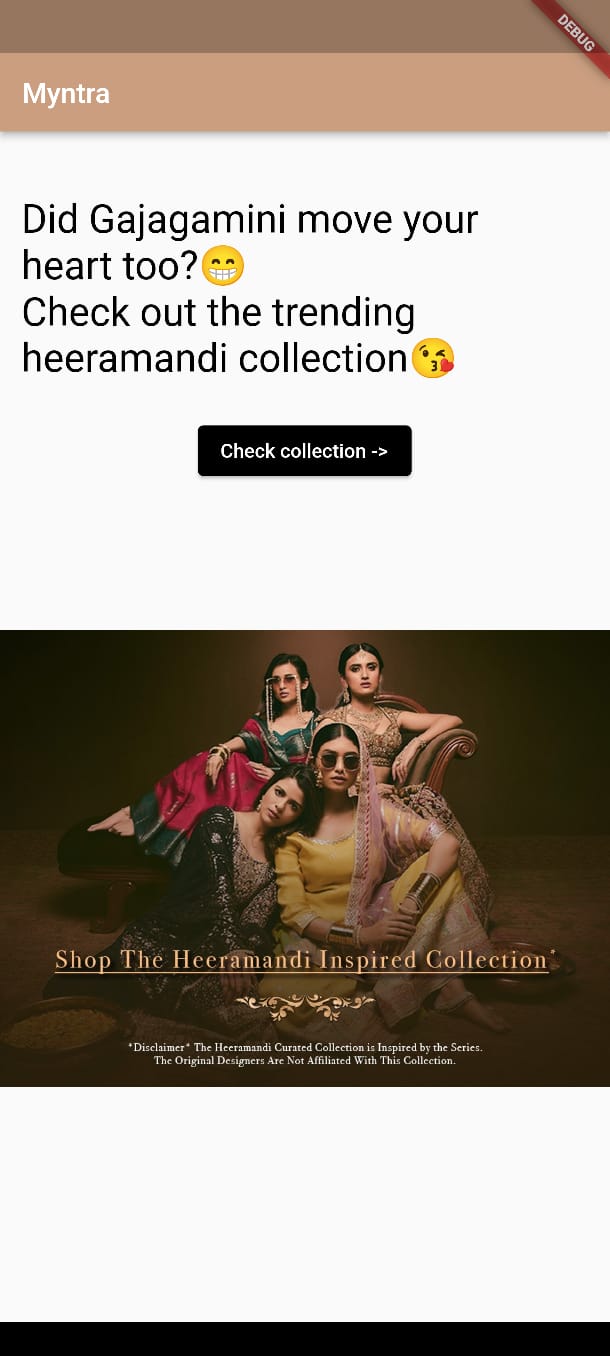 DEBUG
Myntra
Did Gajagamini move your
heart too?😁
Check out the trending
heeramandi collection😘
Check collection ->
Shop The Heeramandi Inspired Collection*
*Disclaimer* The Heeramandi Curated Collection is Inspired by the Series.
The Original Designers Are Not Affiliated With This Collection.